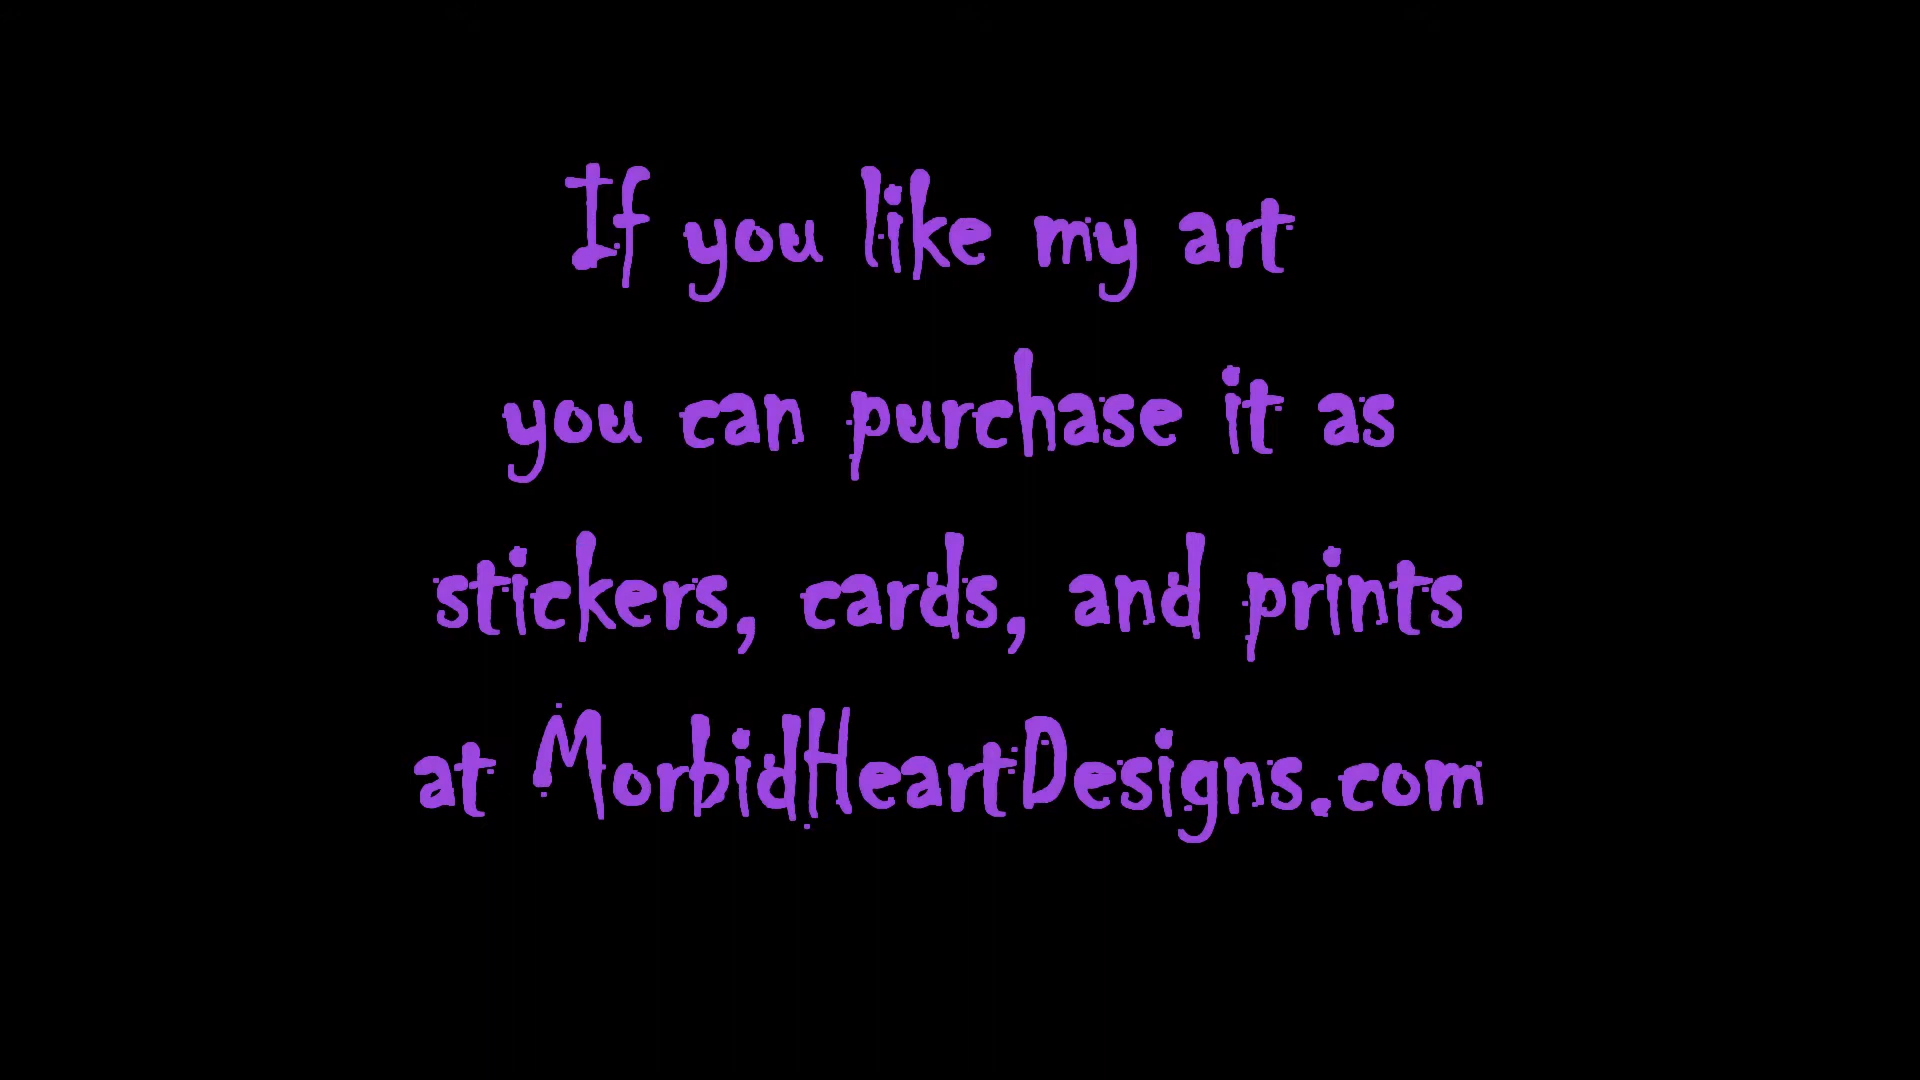 If you like my art
you can purchase it as
stickers, cards, and prints
at MorbidHeartDesigns.com